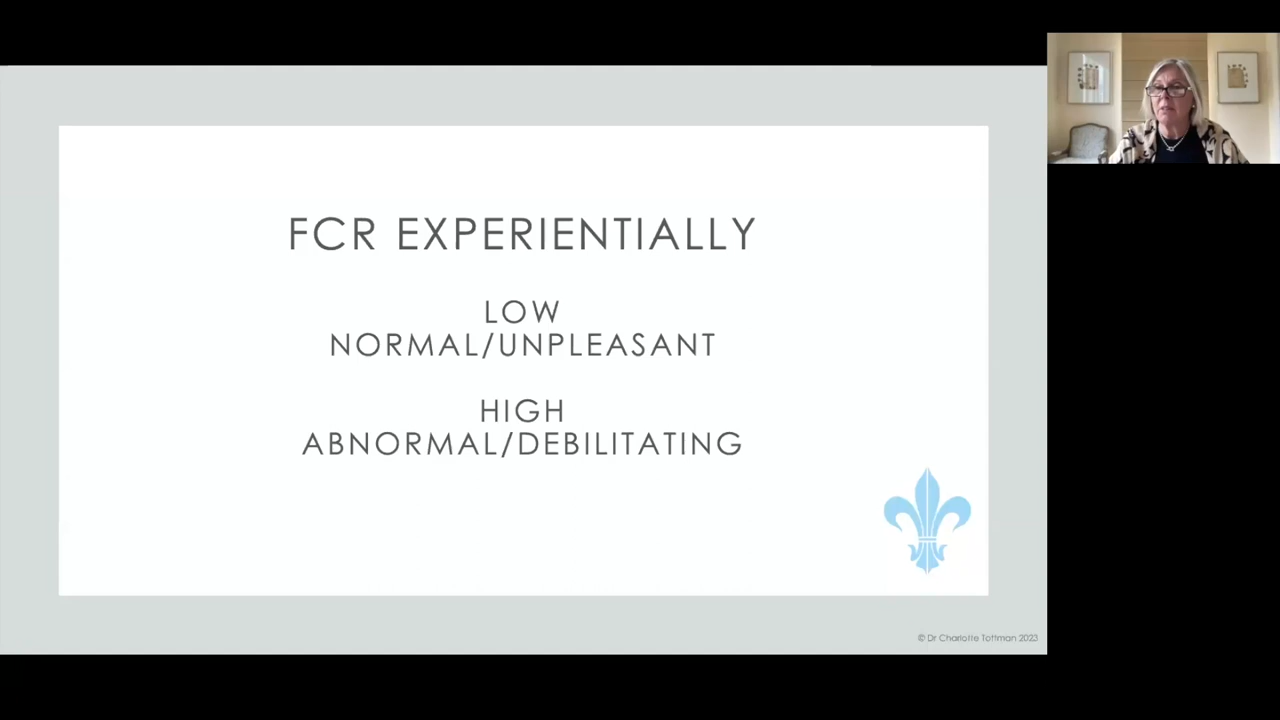 FCR EXPERIENTIALLY
LOW
NORMAL/UNPLEASANT
HIGH
ABNORMAL/DEBILITATING
© Dr Charlotte Tottman 2023